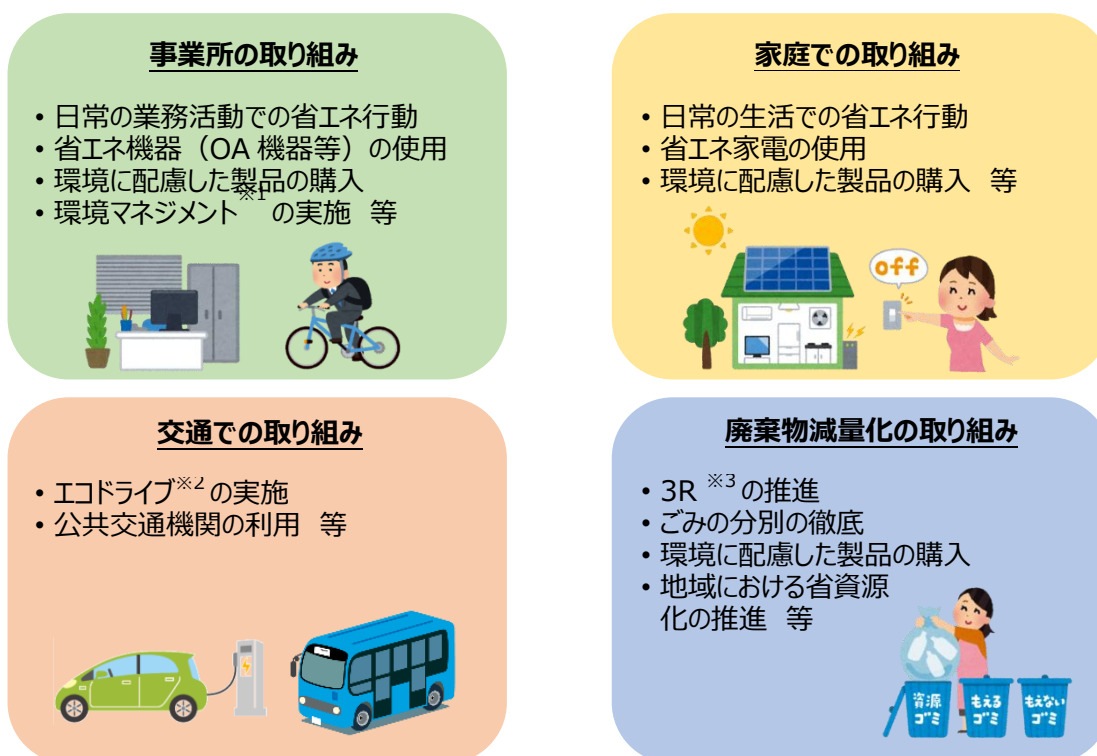 事業所の取り組み
• 日常の業務活動での省エネ行動
• 省エネ機器（OA 機器等）の使用
• 環境に配慮した製品の購入
• 環境マネジメント※1の実施 等
家庭での取り組み
• 日常の生活での省エネ行動
• 省エネ家電の使用
• 環境に配慮した製品の購入 等
off
交通での取り組み
• エコドライブ※2の実施
• 公共交通機関の利用 等
廃棄物減量化の取り組み
• 3R ※3の推進
• ごみの分別の徹底
• 環境に配慮した製品の購入
• 地域における省資源
化の推進 等
資源
ゴミ
もえる
ゴミ
もえない
ゴミ